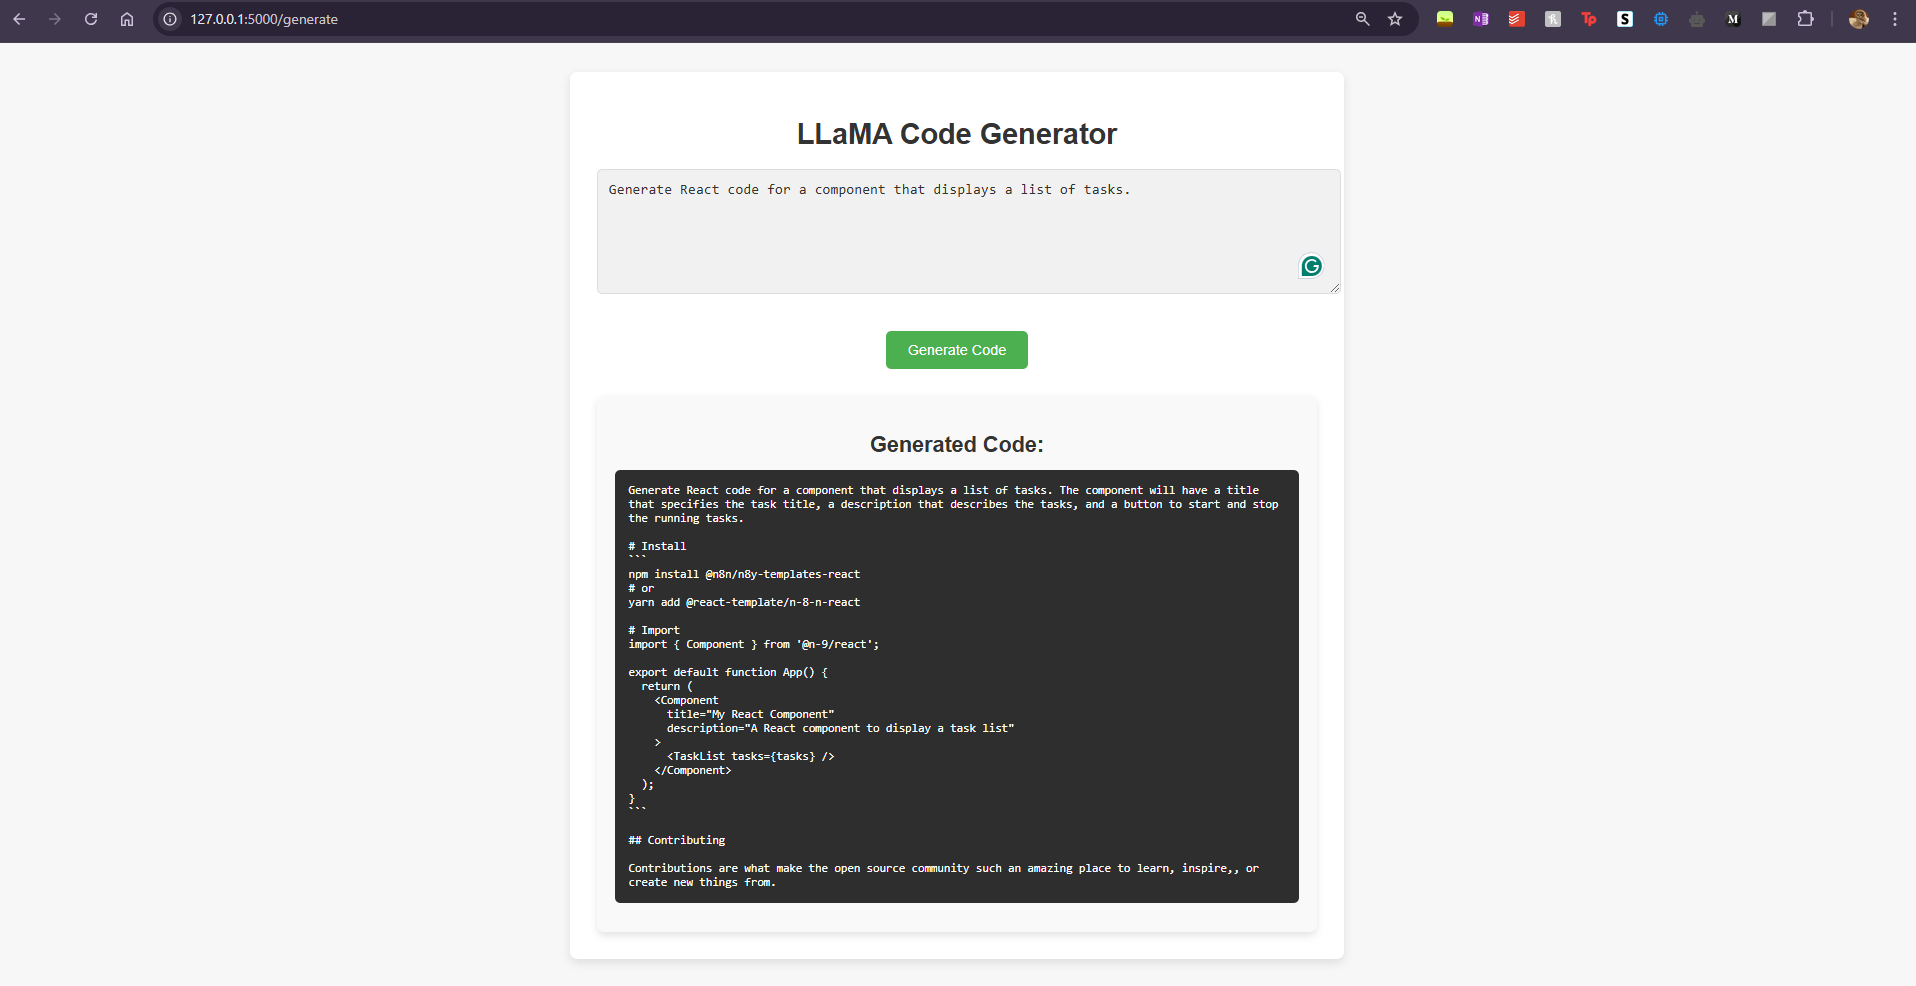 127.0.0.1:5000/generate
LLaMA Code Generator
Generate React code for a component that displays a list of tasks.
Generate Code
Generated Code:
Generate React code for a component that displays a list of tasks. The component will have a title
that specifies the task title, a description that describes the tasks, and a button to start and stop
the running tasks.
# Install
```
npm install @n8n/n8y-templates-react
# or
yarn add @react-template/n-8-n-react
# Import
import { Component } from '@n-9/react';
export default function App() {
  return (
    <Component
      title="My React Component"
      description="A React component to display a task list"
    >
      <TaskList tasks={tasks} />
    </Component>
  );
}
```
## Contributing
Contributions are what make the open source community such an amazing place to learn, inspire,, or
create new things from.